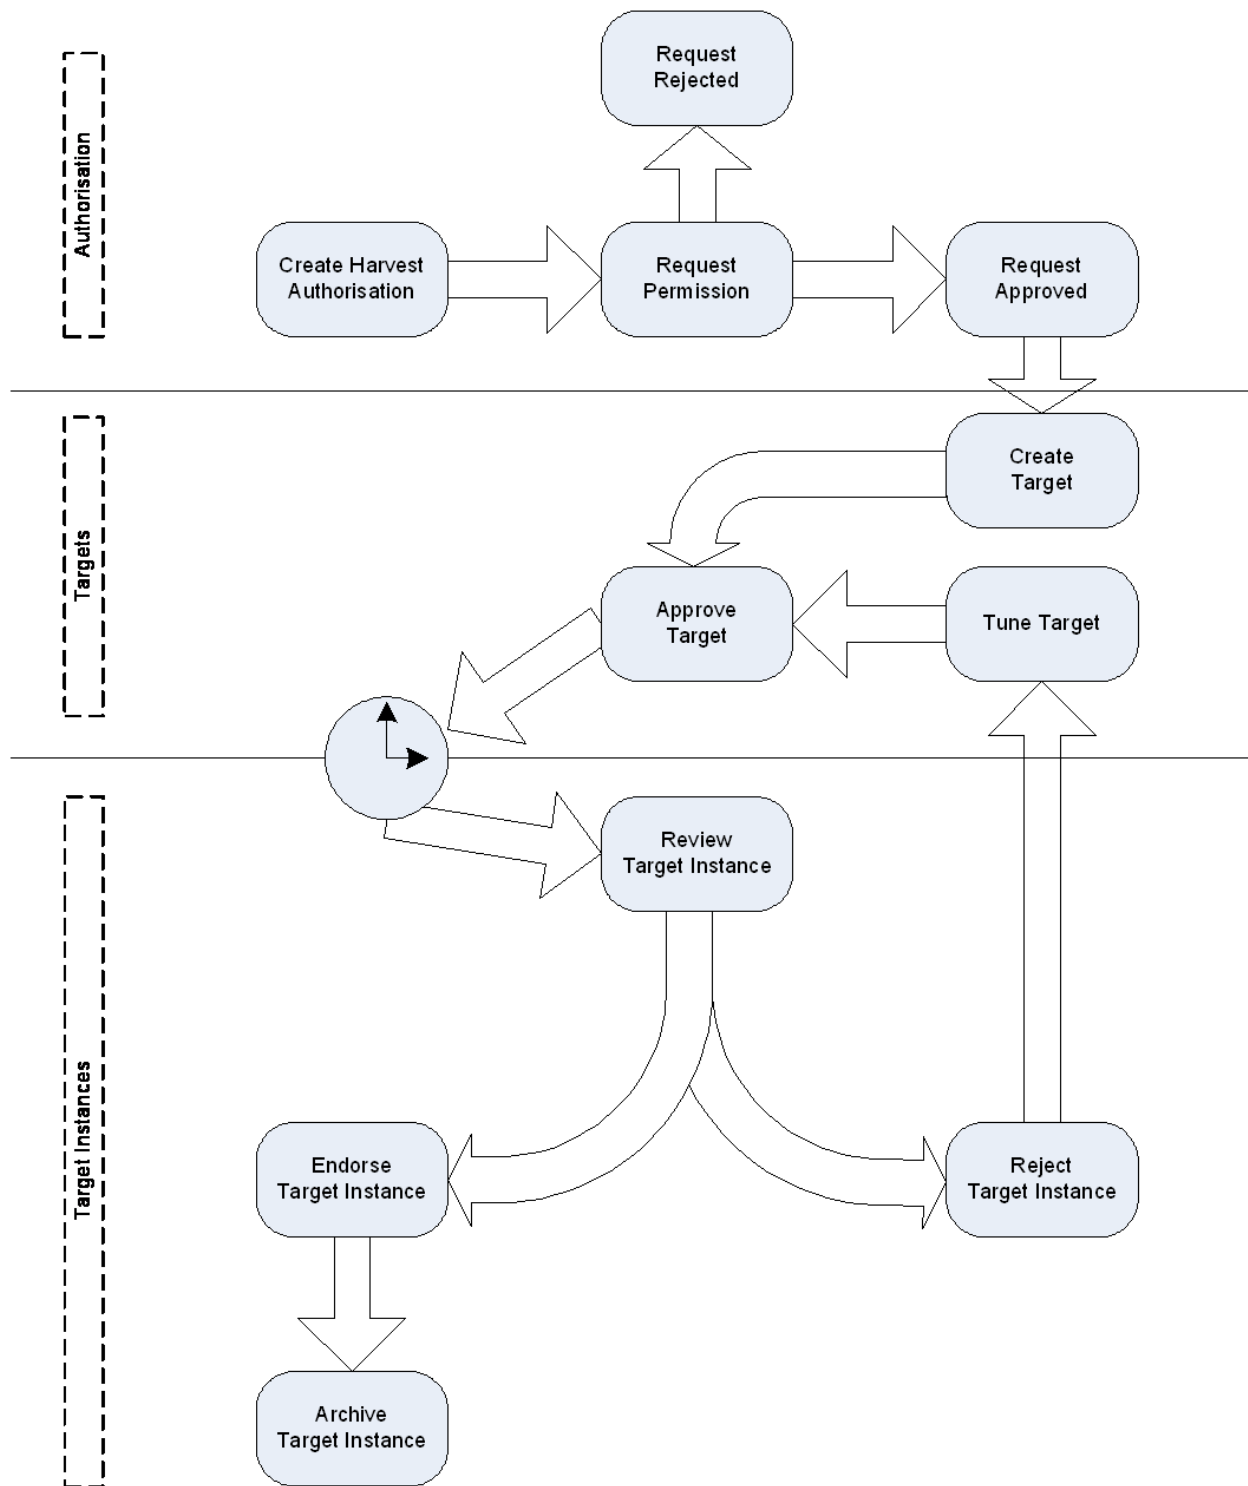 Authorisation
Request
Rejected
Create Harvest
Authorisation
Request
Permission
Request
Approved
Targets
Create
Target
Approve
Target
Tune Target
Target Instances
Review
Target Instance
Endorse
Target Instance
Reject
Target Instance
Archive
Target Instance